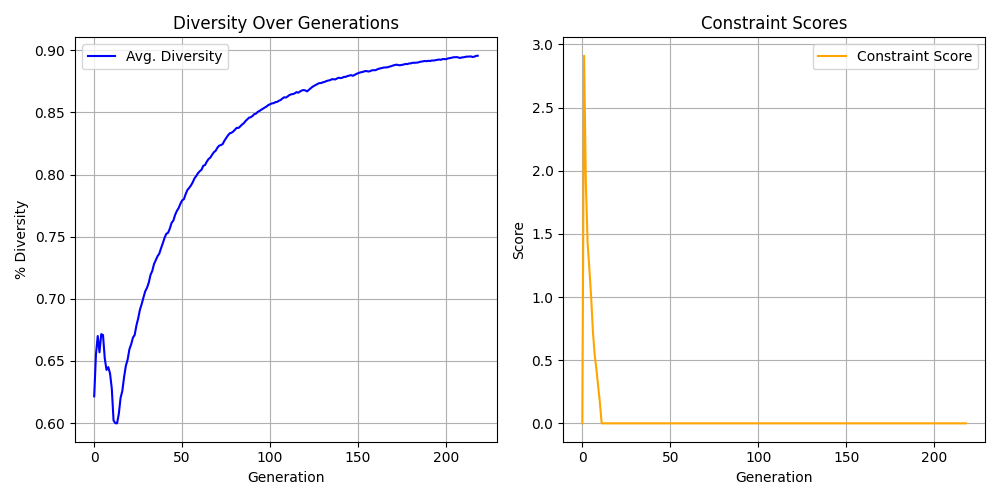 Diversity Over Generations
Avg. Diversity
% Diversity
0.90
0.85
0.80
0.75
0.70
0.65
0.60
0 50 100 150 200
Generation
Constraint Scores
Constraint Score
Score
3.0
2.5
2.0
1.5
1.0
0.5
0.0
0 50 100 150 200
Generation